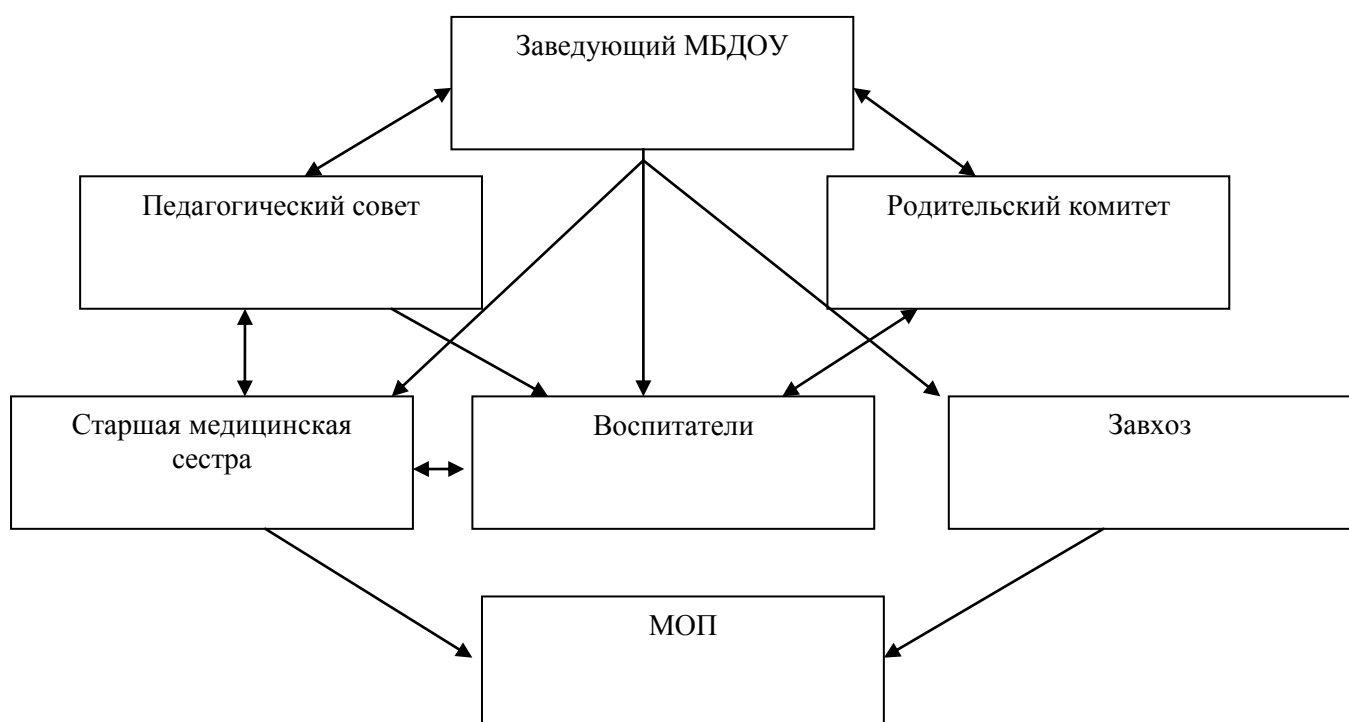 Заведующий МБДОУ
Педагогический совет
Родительский комитет
Старшая медицинская
сестра
Воспитатели
Завхоз
МОП